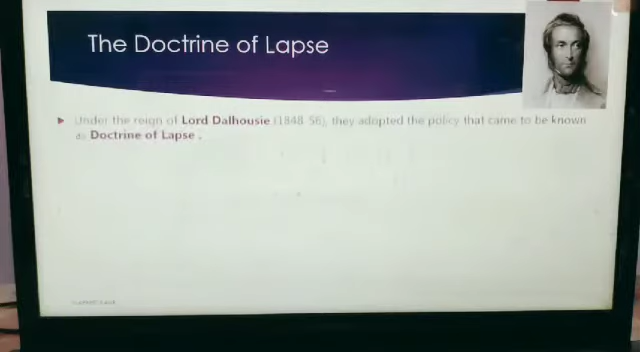 The Doctrine of Lapse
Under the reign of Lord Dalhousie (1848-56), they adopted the policy that came to be known
as Doctrine of Lapse .